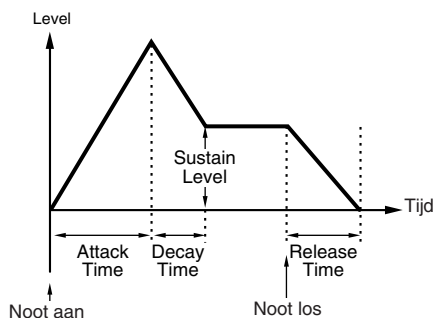 Level
Sustain
Level
Tijd
Attack
Time
Decay
Time
Release
Time
Noot aan
Noot los